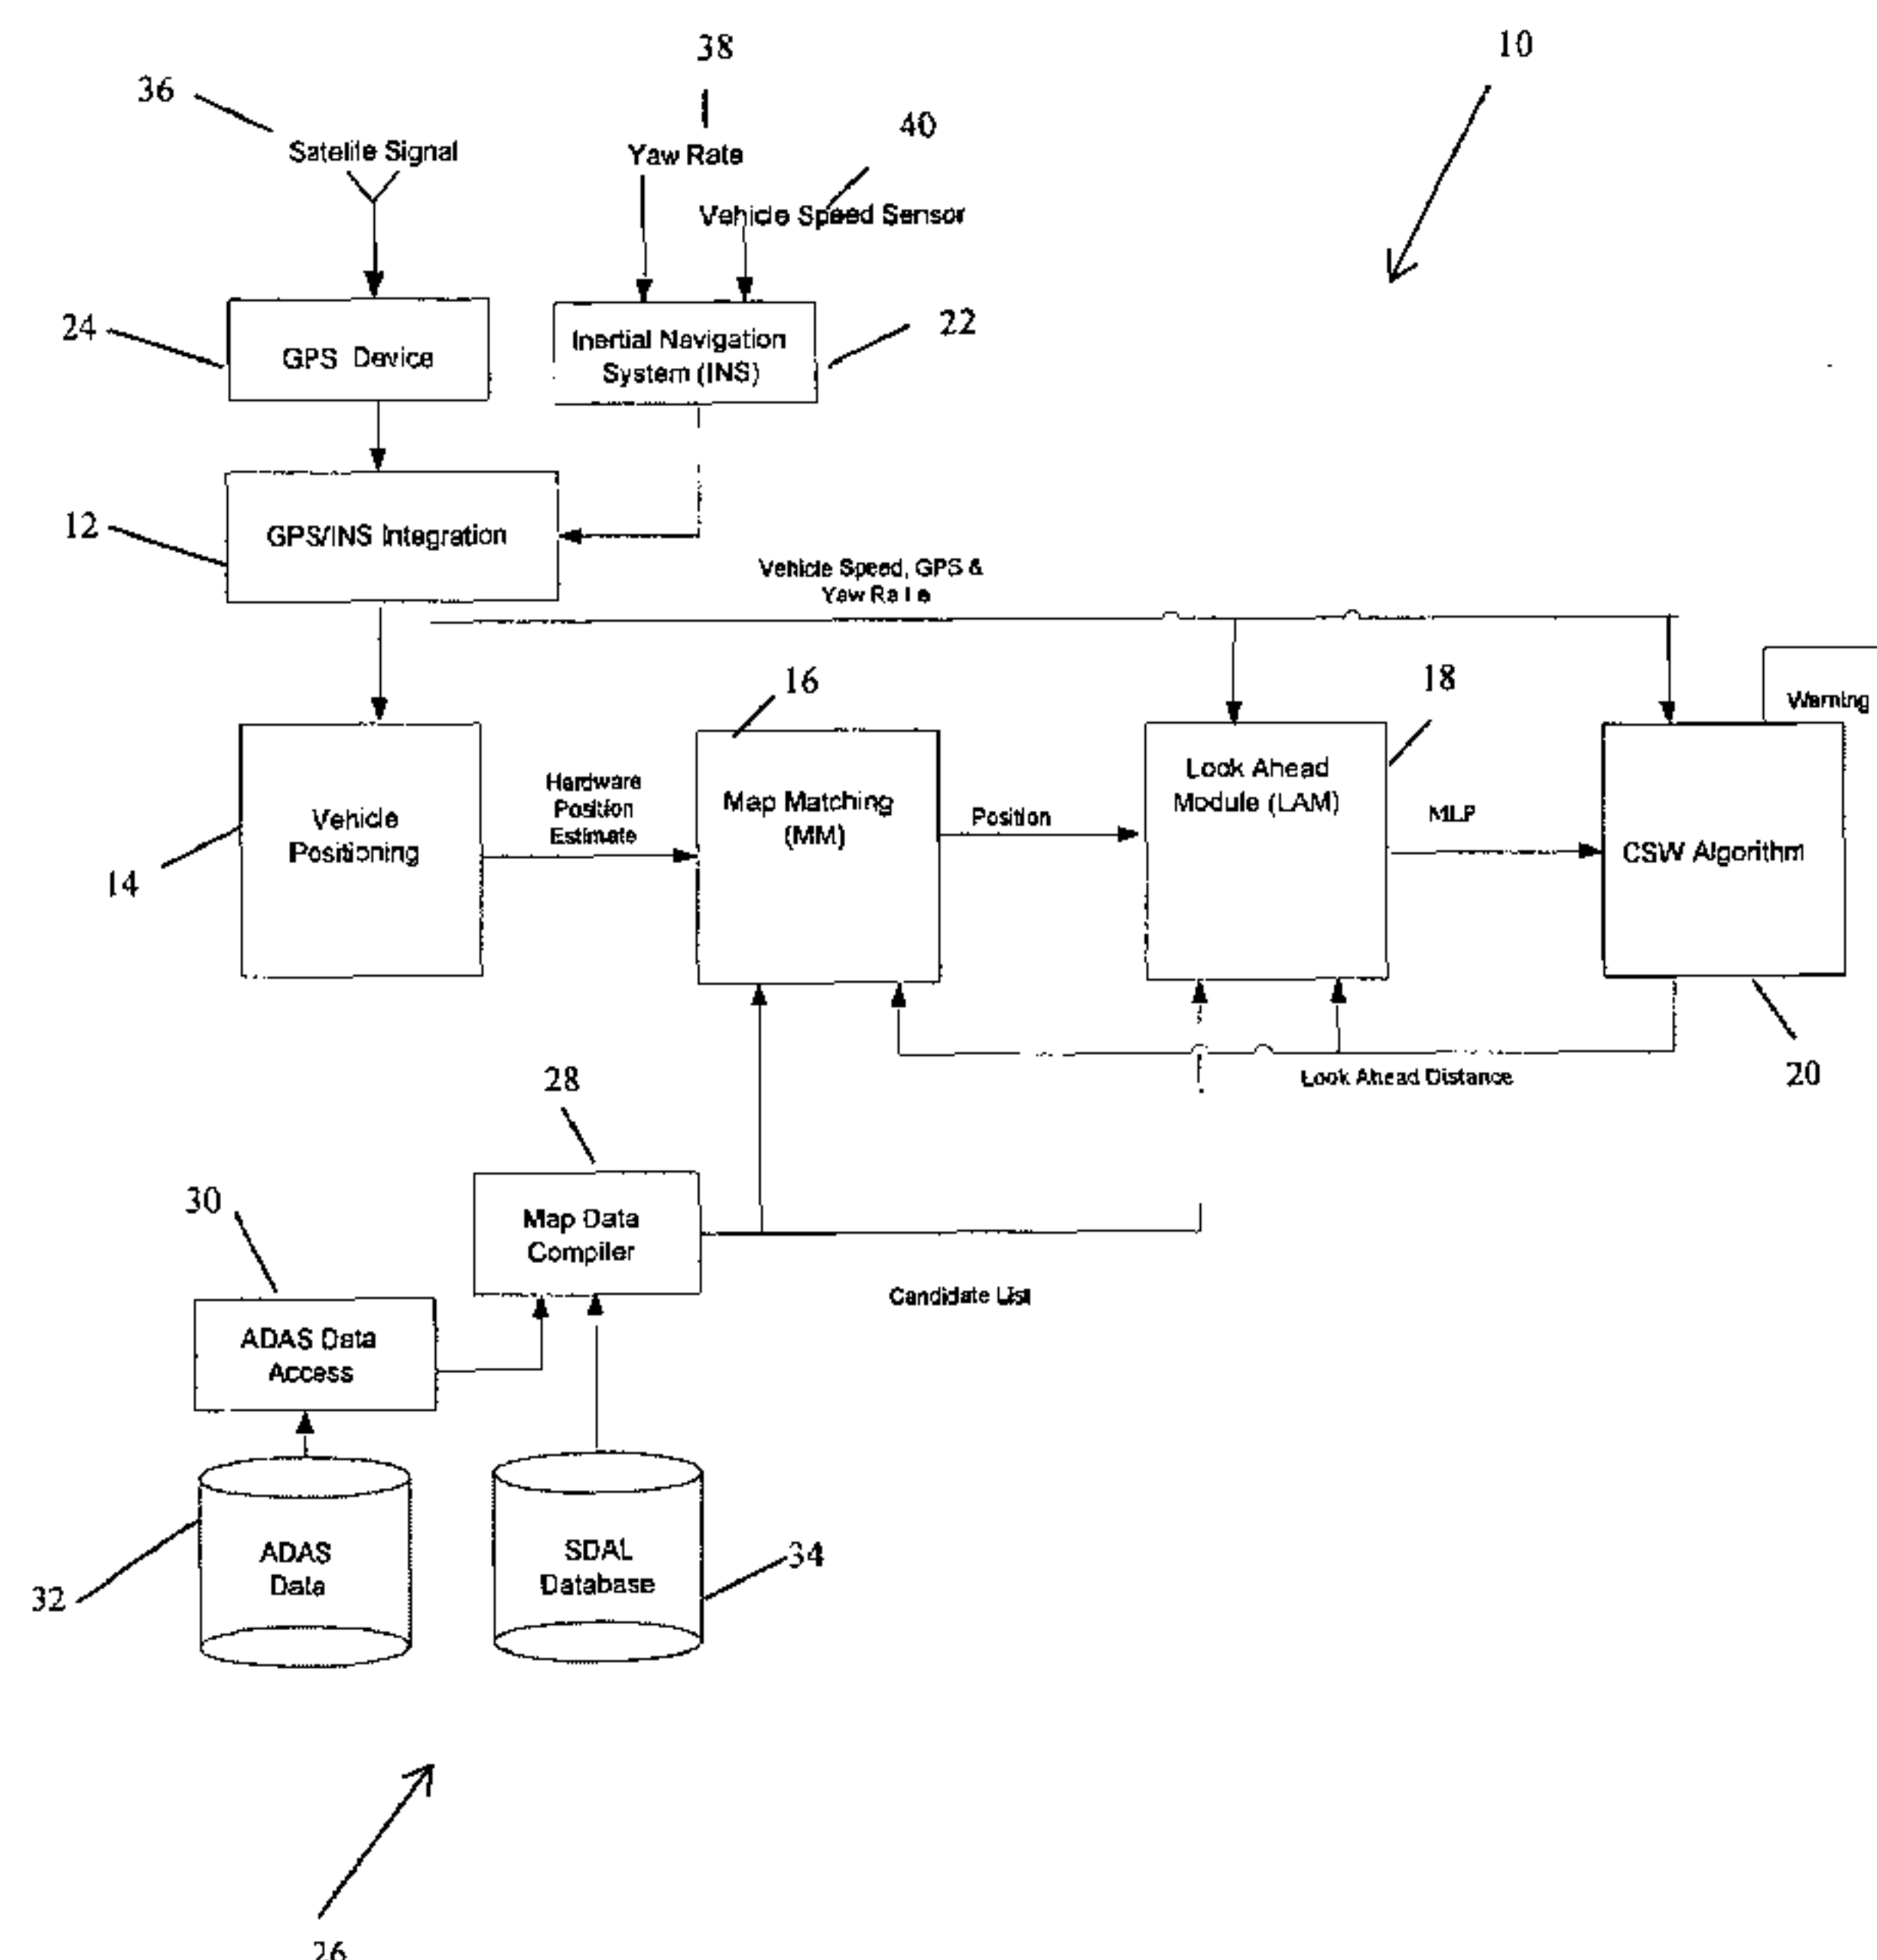 38
10
36
40
Satelite Signal
Yaw Rate
Vehicle Speed Sensor
24
GPS Device
Inertial Navigation
System (INS)
22
12
GPS/INS Integration
Vehicle Speed, GPS &
Yaw Rate
16
18
Warning
Vehicle
Positioning
14
Hardware
Position
Estimate
Map Matching
(MM)
Position
Look Ahead
Module (LAM)
MLP
CSW Algorithm
20
Look Ahead Distance
28
Map Data
Compiler
30
Candidate List
ADAS Data
Access
ADAS
Data
32
SDAL
Database
34
26